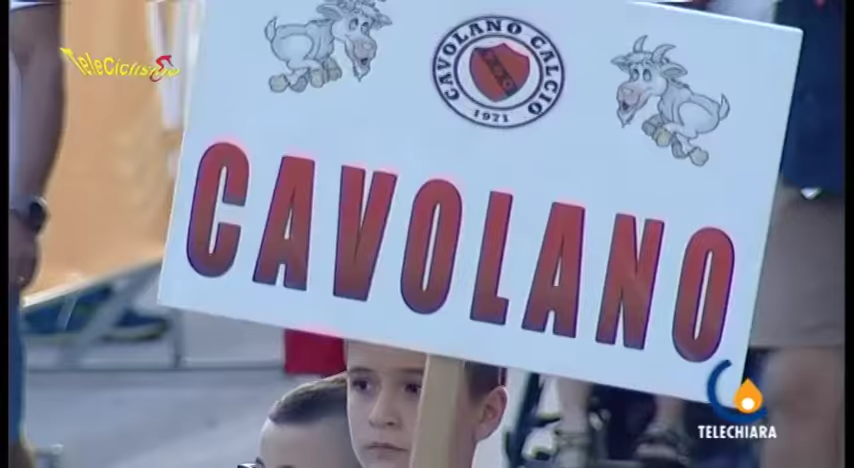 TeleCiclismo
CAVOLANO CALCIO
1971
CAVOLANO
TELECHIARA